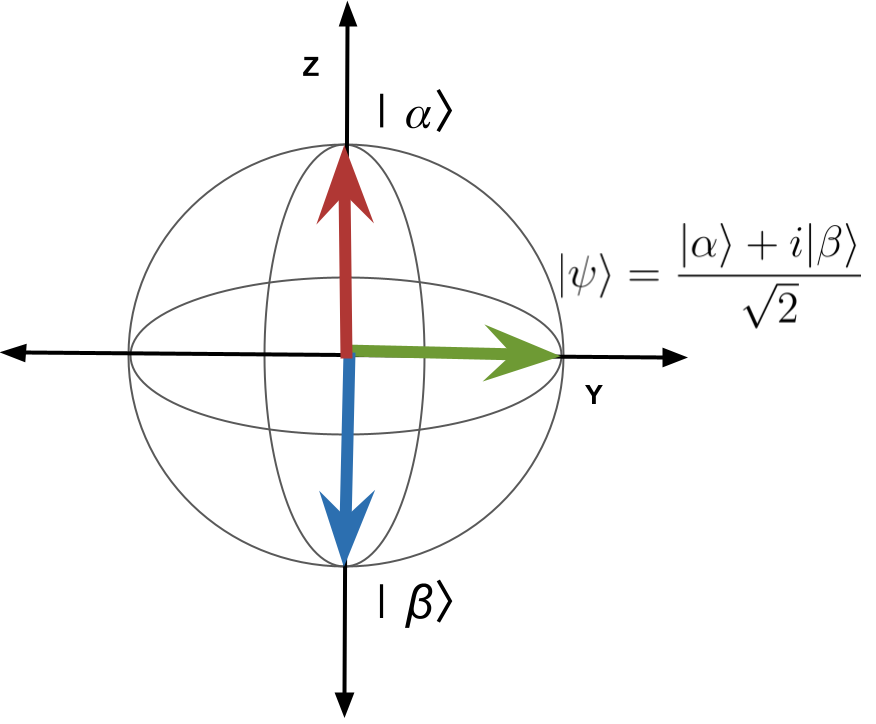 Z
| α⟩
|ψ⟩ = (|α⟩ + i|β⟩)/√2
Y
| β⟩